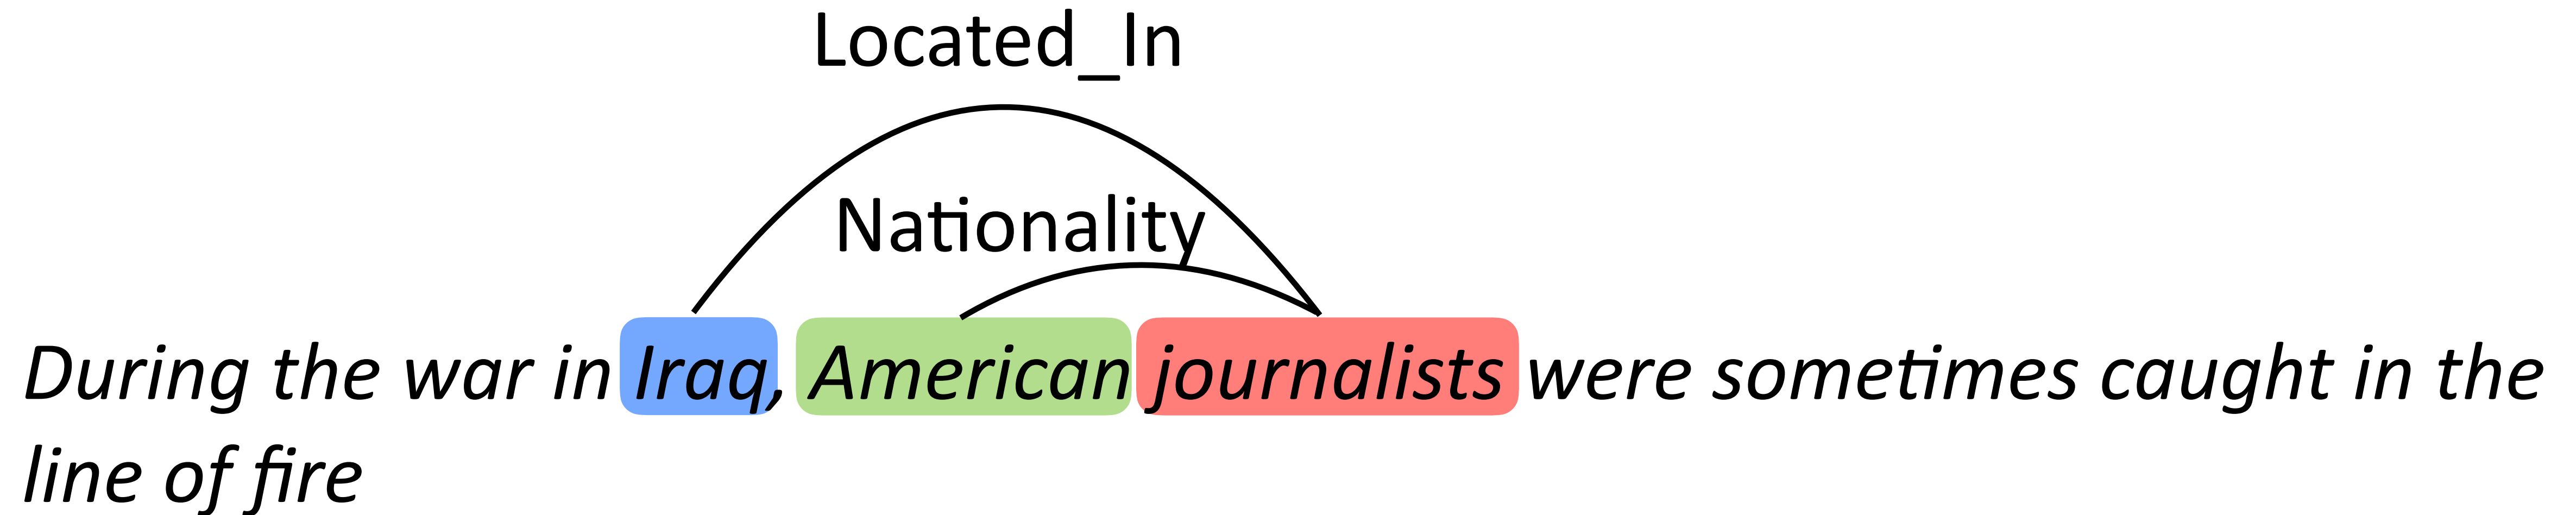 Located_In
Nationality
During the war in Iraq, American journalists were sometimes caught in the
line of fire